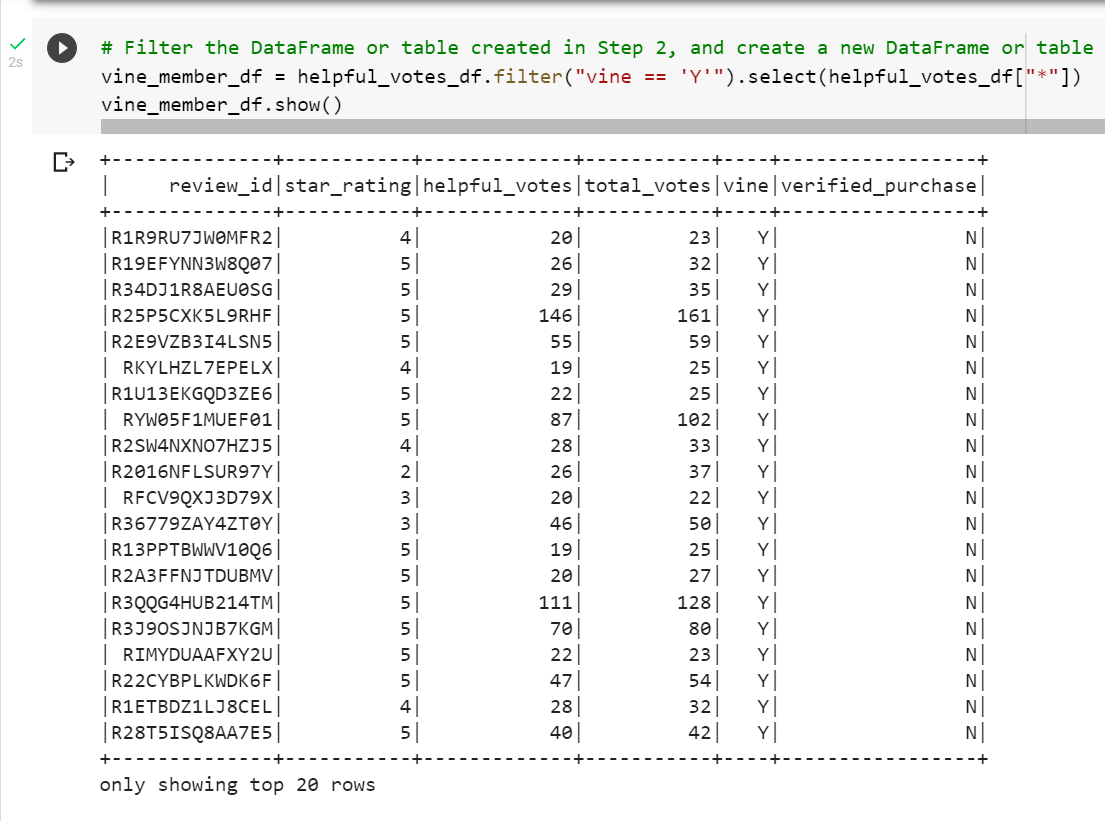 # Filter the DataFrame or table created in Step 2, and create a new DataFrame or table
2s
vine_member_df = helpful_votes_df.filter("vine == 'Y'").select(helpful_votes_df["*"])
vine_member_df.show()
+--------------+-----------+-------------+-----------+----+-----------------+
|     review_id|star_rating|helpful_votes|total_votes|vine|verified_purchase|
+--------------+-----------+-------------+-----------+----+-----------------+
|R1R9RU7JW0MFR2|          4|           20|         23|   Y|                N|
|R19EFYNN3W8Q07|          5|           26|         32|   Y|                N|
|R34DJ1R8AEU0SG|          5|           29|         35|   Y|                N|
|R25P5CXK5L9RHF|          5|          146|        161|   Y|                N|
|R2E9VZB3I4LSN5|          5|           55|         59|   Y|                N|
| RKYLHZL7EPELX|          4|           19|         25|   Y|                N|
|R1U13EKGQD3ZE6|          5|           22|         25|   Y|                N|
| RYW05F1MUEF01|          5|           87|        102|   Y|                N|
|R2SW4NXNO7HZJ5|          4|           28|         33|   Y|                N|
|R2016NFLSUR97Y|          2|           26|         37|   Y|                N|
| RFCV9QXJ3D79X|          3|           20|         22|   Y|                N|
|R36779ZAY4ZT0Y|          3|           46|         50|   Y|                N|
|R13PPTBWWV10Q6|          5|           19|         25|   Y|                N|
|R2A3FFNJTDUBMV|          5|           20|         27|   Y|                N|
|R3QQG4HUB214TM|          5|          111|        128|   Y|                N|
|R3J9OSJNJB7KGM|          5|           70|         80|   Y|                N|
| RIMYDUAAFXY2U|          5|           22|         23|   Y|                N|
|R22CYBPLKWDK6F|          5|           47|         54|   Y|                N|
|R1ETBDZ1LJ8CEL|          4|           28|         32|   Y|                N|
|R28T5ISQ8AA7E5|          5|           40|         42|   Y|                N|
+--------------+-----------+-------------+-----------+----+-----------------+
only showing top 20 rows